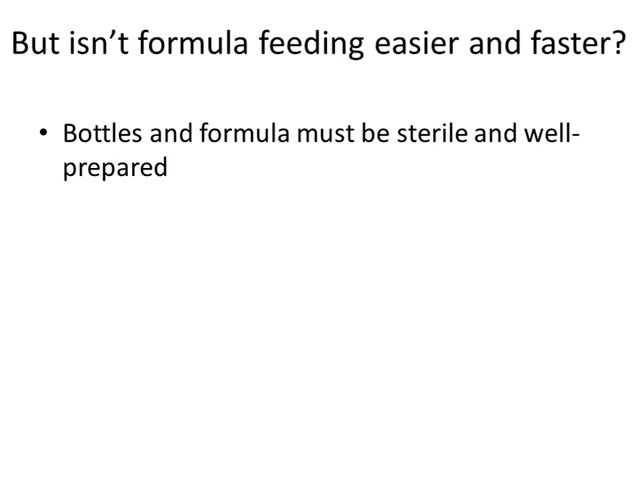 But isn’t formula feeding easier and faster?
• Bottles and formula must be sterile and well-
prepared